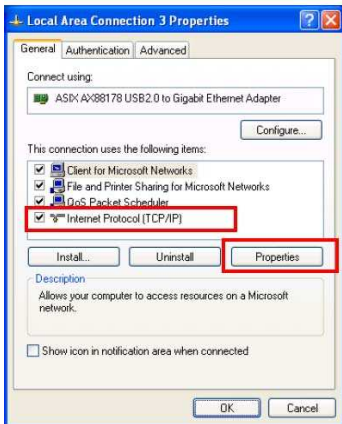 Local Area Connection 3 Properties
General Authentication Advanced
Connect using:
ASIX AX88178 USB2.0 to Gigabit Ethernet Adapter
Configure...
This connection uses the following items:
Client for Microsoft Networks
File and Printer Sharing for Microsoft Networks
QoS Packet Scheduler
Internet Protocol (TCP/IP)
Install... Uninstall Properties
Description
Allows your computer to access resources on a Microsoft
network.
Show icon in notification area when connected
OK Cancel